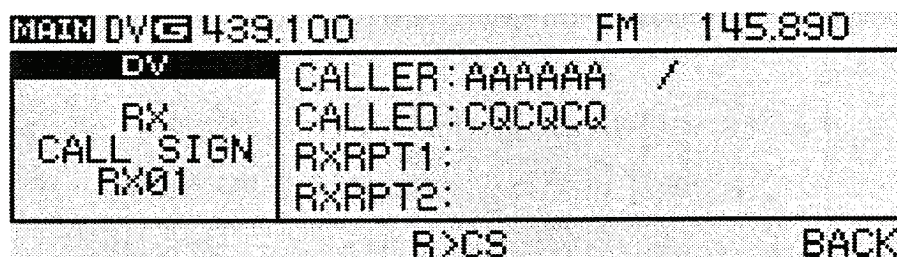 MAIN DV G 439.100 FM 145.890
DV
RX
CALL SIGN
RX01
CALLER:AAAAAA /
CALLED:CQCQCQ
RXRPT1:
RXRPT2:
R>CS BACK